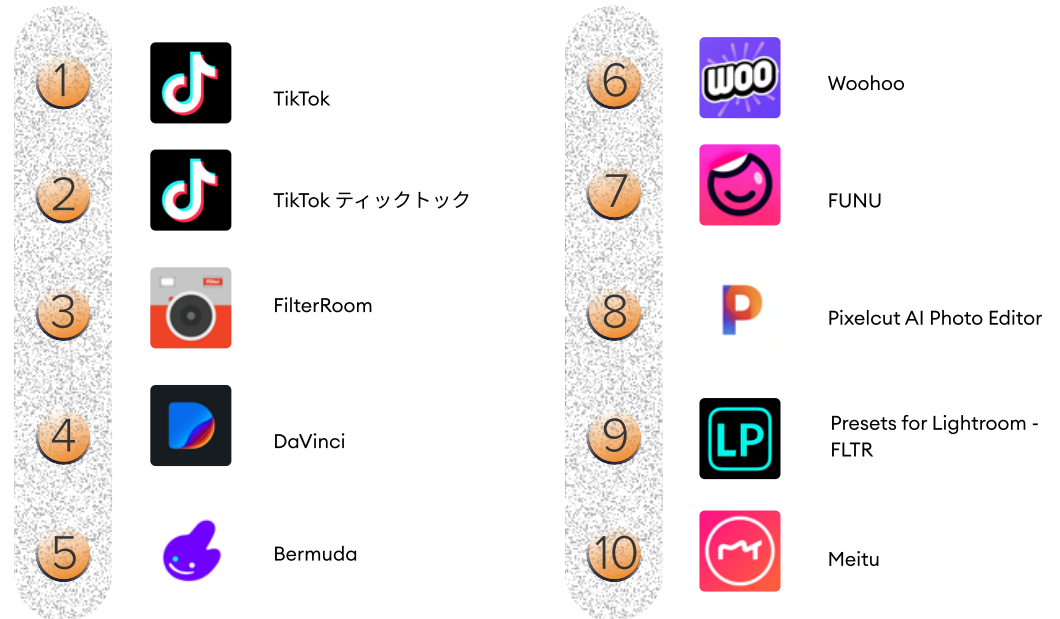 1
TikTok
2
TikTok ティックトック
3
FilterRoom
4
DaVinci
5
Bermuda
6
WOO
Woohoo
7
FUNU
8
P
Pixelcut AI Photo Editor
9
LP
Presets for Lightroom -
FLTR
10
Meitu